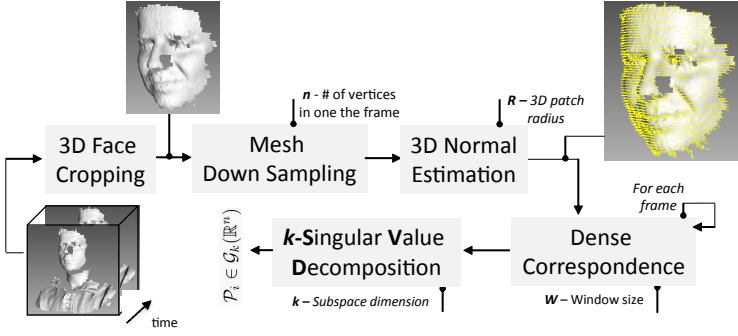 n - # of vertices
in one the frame
R – 3D patch
radius
3D Face
Cropping
Mesh
Down Sampling
3D Normal
Estimation
For each
frame
Dense
Correspondence
k-Singular Value
Decomposition
𝒫ᵢ ∈ 𝒢ₖ(ℝⁿ)
k – Subspace dimension
W – Window size
time